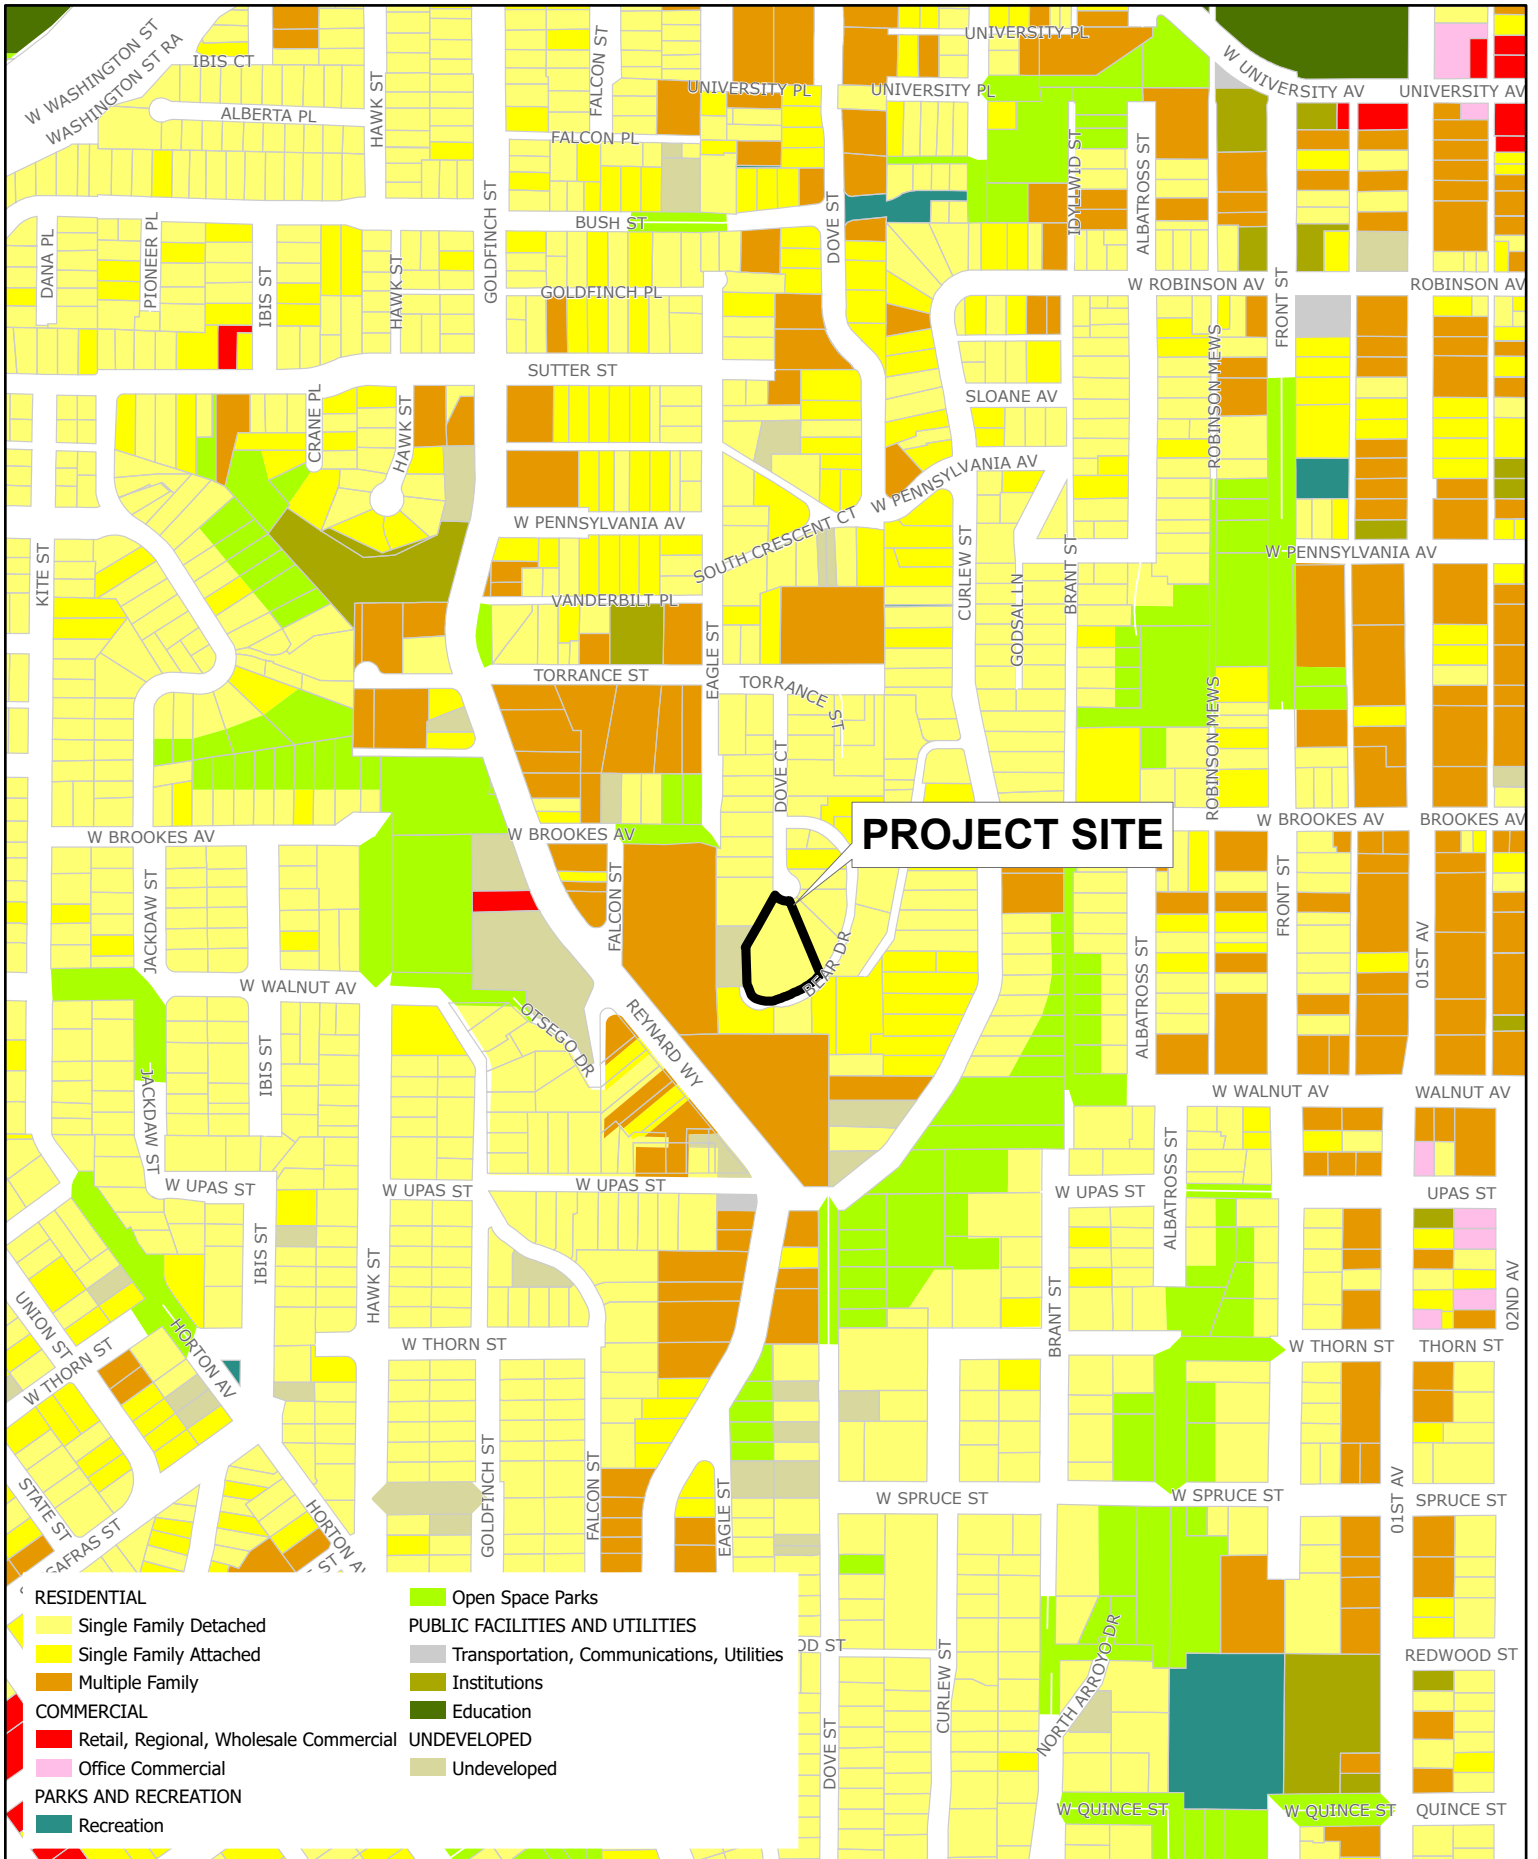 W WASHINGTON ST
WASHINGTON ST RA
IBIS CT
ALBERTA PL
HAWK ST
FALCON ST
FALCON PL
UNIVERSITY PL
UNIVERSITY PL
UNIVERSITY PL
W UNIVERSITY AV
UNIVERSITY AV
DANA PL
PIONEER PL
IBIS ST
HAWK ST
GOLDFINCH ST
BUSH ST
GOLDFINCH PL
DOVE ST
IDYLLWID ST
ALBATROSS ST
W ROBINSON AV
FRONT ST
ROBINSON AV
SUTTER ST
CRANE PL
HAWK ST
SLOANE AV
ROBINSON MEWS
W PENNSYLVANIA AV
W PENNSYLVANIA AV
SOUTH CRESCENT CT
W PENNSYLVANIA AV
KITE ST
VANDERBILT PL
CURLEW ST
GODSAL LN
BRANT ST
TORRANCE ST
EAGLE ST
TORRANCE ST
ROBINSON MEWS
DOVE CT
PROJECT SITE
W BROOKES AV
W BROOKES AV
W BROOKES AV
BROOKES AV
JACKDAW ST
FALCON ST
BEAR DR
ALBATROSS ST
FRONT ST
01ST AV
W WALNUT AV
OTSEGO DR
REYNARD WY
IBIS ST
JACKDAW ST
W WALNUT AV
WALNUT AV
W UPAS ST
W UPAS ST
W UPAS ST
W UPAS ST
UPAS ST
ALBATROSS ST
IBIS ST
HAWK ST
UNION ST
W THORN ST
HORTON AV
W THORN ST
BRANT ST
W THORN ST
THORN ST
02ND AV
STATE ST
HORTON AV
GOLDFINCH ST
FALCON ST
EAGLE ST
W SPRUCE ST
W SPRUCE ST
01ST AV
SPRUCE ST
ST
RESIDENTIAL
Single Family Detached
Single Family Attached
Multiple Family
COMMERCIAL
Retail, Regional, Wholesale Commercial
Office Commercial
PARKS AND RECREATION
Recreation
Open Space Parks
PUBLIC FACILITIES AND UTILITIES
Transportation, Communications, Utilities
Institutions
Education
UNDEVELOPED
Undeveloped
OD ST
DOVE ST
CURLEW ST
NORTH ARROYO DR
REDWOOD ST
W QUINCE ST
W QUINCE ST
QUINCE ST